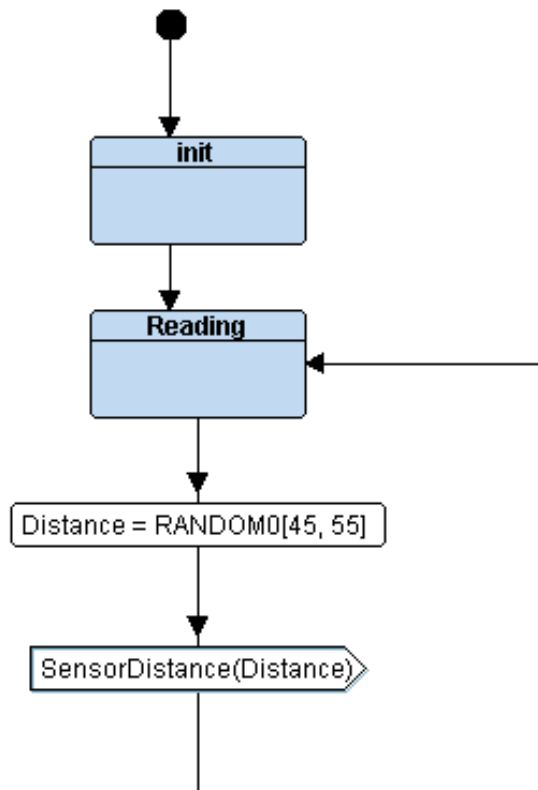 init
Reading
Distance = RANDOM0[45, 55]
SensorDistance(Distance)